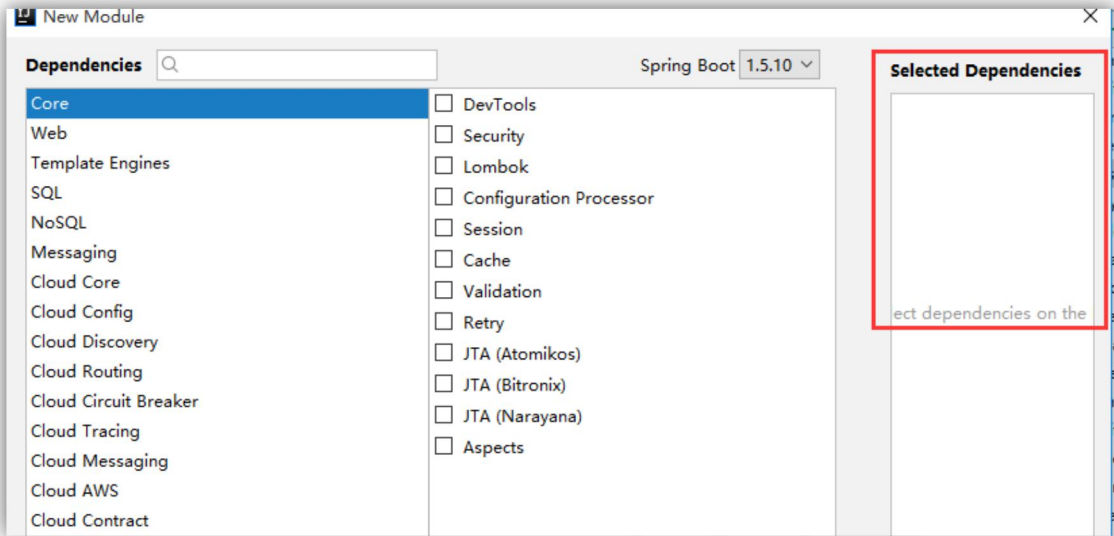 New Module
Dependencies
Spring Boot 1.5.10
Selected Dependencies
Core
Web
Template Engines
SQL
NoSQL
Messaging
Cloud Core
Cloud Config
Cloud Discovery
Cloud Routing
Cloud Circuit Breaker
Cloud Tracing
Cloud Messaging
Cloud AWS
Cloud Contract
DevTools
Security
Lombok
Configuration Processor
Session
Cache
Validation
Retry
JTA (Atomikos)
JTA (Bitronix)
JTA (Narayana)
Aspects
ect dependencies on the